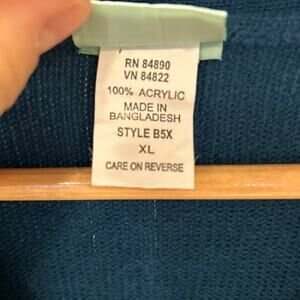 RN 84890
VN 84822
100% ACRYLIC
MADE IN
BANGLADESH
STYLE B5X
XL
CARE ON REVERSE